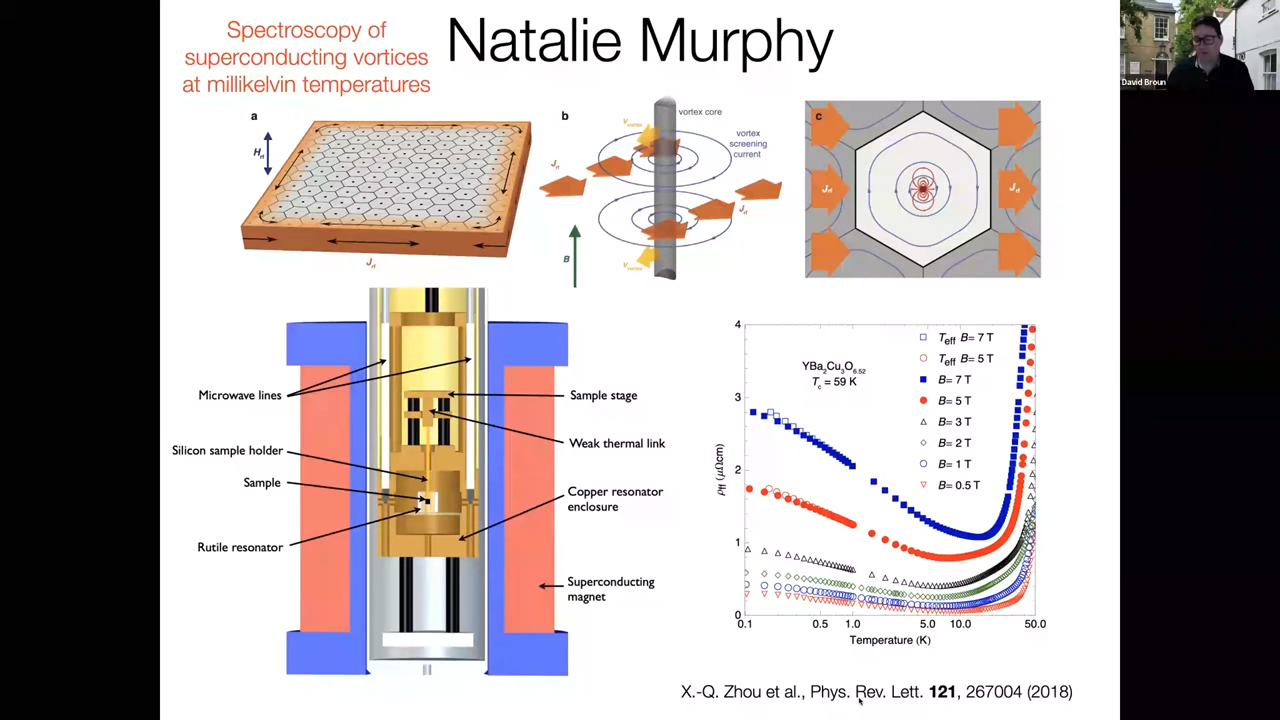 Spectroscopy of
superconducting vortices
at millikelvin temperatures
Natalie Murphy
David Broun
a
H_rf
J_rf
b
vortex core
V_vortex
vortex
screening
current
J_rf
J_rf
V_vortex
B
c
J_rf
J_rf
Microwave lines
Silicon sample holder
Sample
Rutile resonator
Sample stage
Weak thermal link
Copper resonator
enclosure
Superconducting
magnet
YBa₂Cu₃O₆.₅₂
T_c = 59 K
T_eff B= 7 T
T_eff B= 5 T
B= 7 T
B= 5 T
B= 3 T
B= 2 T
B= 1 T
B= 0.5 T
ρ_ff (μΩcm)
4
3
2
1
0
0.1 0.5 1.0 5.0 10.0 50.0
Temperature (K)
X.-Q. Zhou et al., Phys. Rev. Lett. 121, 267004 (2018)